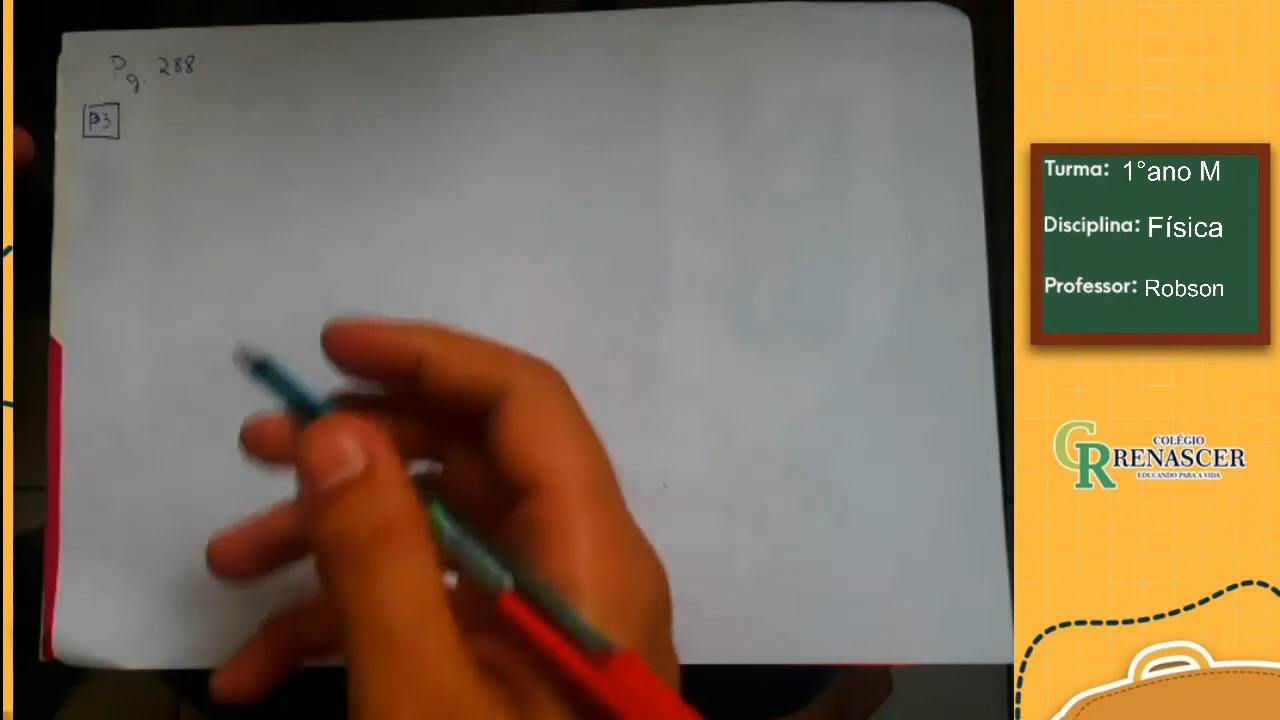 Pg. 288
P3
Turma: 1°ano M
Disciplina: Física
Professor: Robson
CR
COLÉGIO
RENASCER
EDUCANDO PARA A VIDA